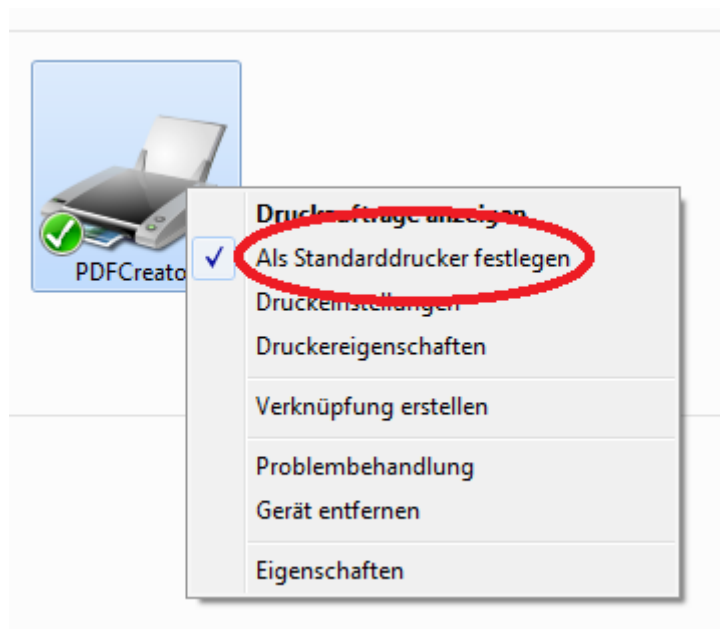 PDFCreato
Druckaufträge anzeigen
Als Standarddrucker festlegen
Druckeinstellungen
Druckereigenschaften
Verknüpfung erstellen
Problembehandlung
Gerät entfernen
Eigenschaften